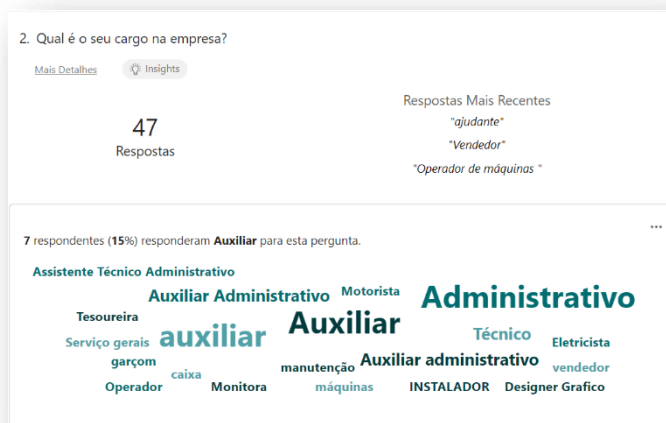 2. Qual é o seu cargo na empresa?
Mais Detalhes
Insights
47
Respostas
Respostas Mais Recentes
"ajudante"
"Vendedor"
"Operador de máquinas "
...
7 respondentes (15%) responderam Auxiliar para esta pergunta.
Assistente Técnico Administrativo
Auxiliar Administrativo
Motorista
Administrativo
Tesoureira
Auxiliar
Serviço gerais
auxiliar
Técnico
Eletricista
garçom
caixa
manutenção
Auxiliar administrativo
vendedor
Operador
Monitora
máquinas
INSTALADOR
Designer Grafico